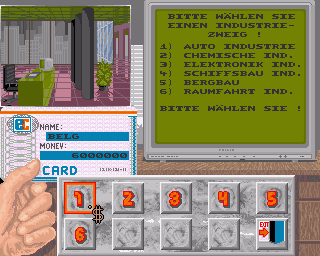 BITTE WÄHLEN SIE
EINEN INDUSTRIE-
ZWEIG !
1) AUTO INDUSTRIE
2) CHEMISCHE IND.
3) ELEKTRONIK IND.
4) SCHIFFSBAU IND.
5) BERGBAU
6) RAUMFAHRT IND.
BITTE WÄHLEN SIE !
NAME:
BELG
MONEY:
6000000
CARD
1 2 3 4 5
6 EXIT
$